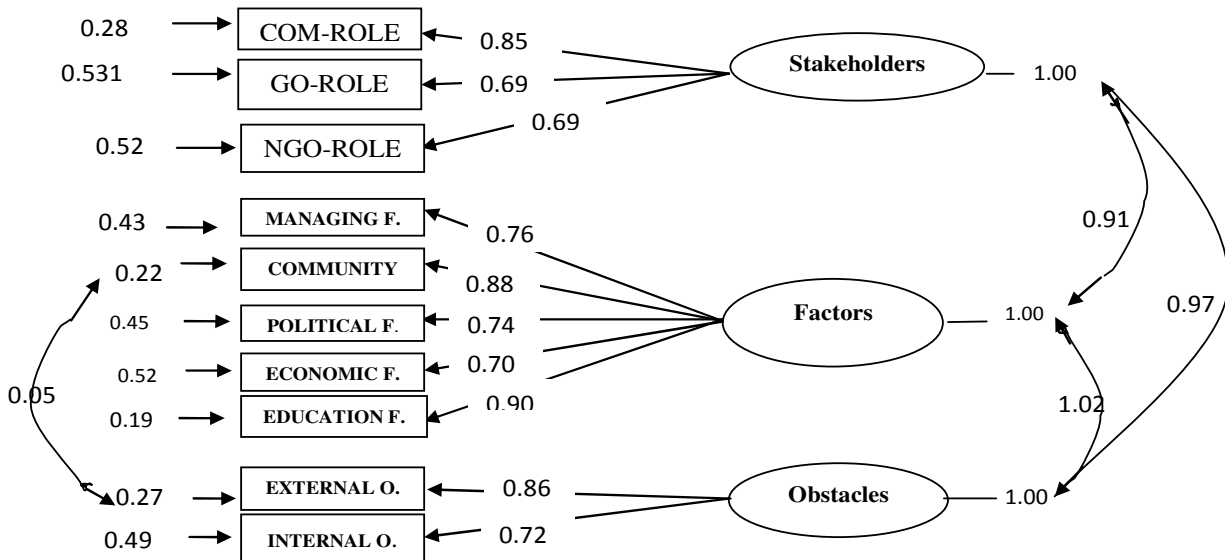 0.28 COM-ROLE 0.85 Stakeholders 1.00
0.531 GO-ROLE 0.69
0.52 NGO-ROLE 0.69
0.43 MANAGING F. 0.76 0.91
0.22 COMMUNITY 0.88
0.45 POLITICAL F. 0.74 Factors 1.00 0.97
0.52 ECONOMIC F. 0.70
0.05 0.19 EDUCATION F. 0.90 1.02
0.27 EXTERNAL O. 0.86 Obstacles 1.00
0.49 INTERNAL O. 0.72